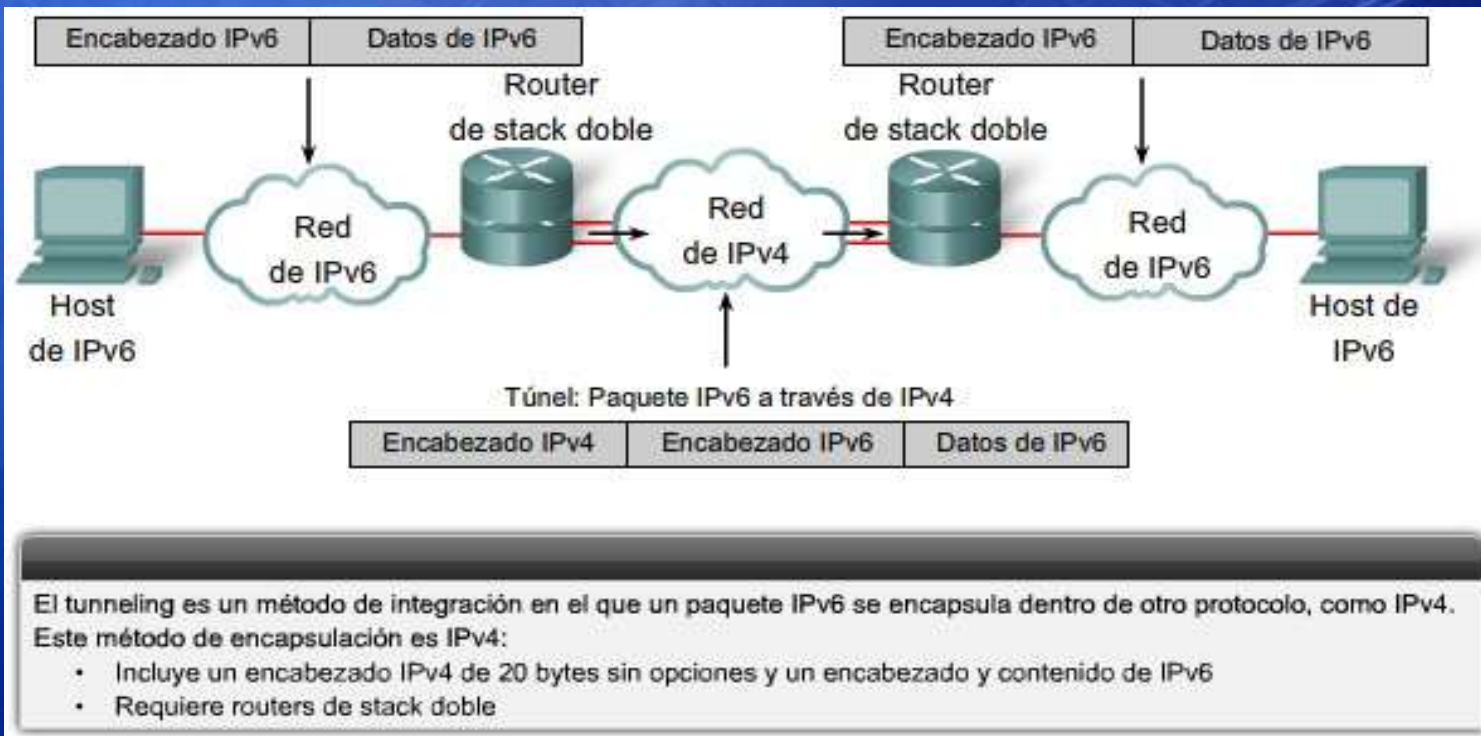 Encabezado IPv6 Datos de IPv6
Encabezado IPv6 Datos de IPv6
Router
de stack doble
Router
de stack doble
Red
de IPv6
Red
de IPv4
Red
de IPv6
Host
de IPv6
Host de
IPv6
Túnel: Paquete IPv6 a través de IPv4
Encabezado IPv4 Encabezado IPv6 Datos de IPv6
El tunneling es un método de integración en el que un paquete IPv6 se encapsula dentro de otro protocolo, como IPv4.
Este método de encapsulación es IPv4:
• Incluye un encabezado IPv4 de 20 bytes sin opciones y un encabezado y contenido de IPv6
• Requiere routers de stack doble